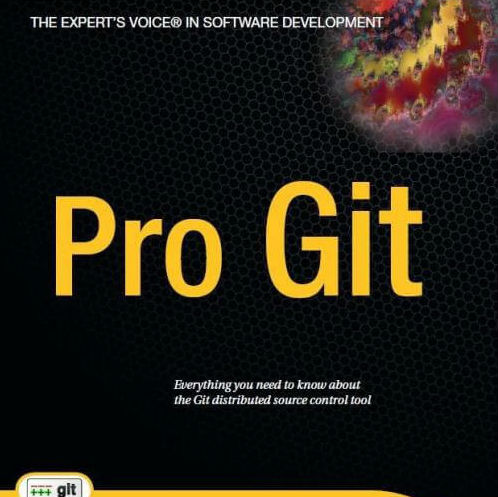 THE EXPERT'S VOICE® IN SOFTWARE DEVELOPMENT
Pro Git
Everything you need to know about
the Git distributed source control tool
git